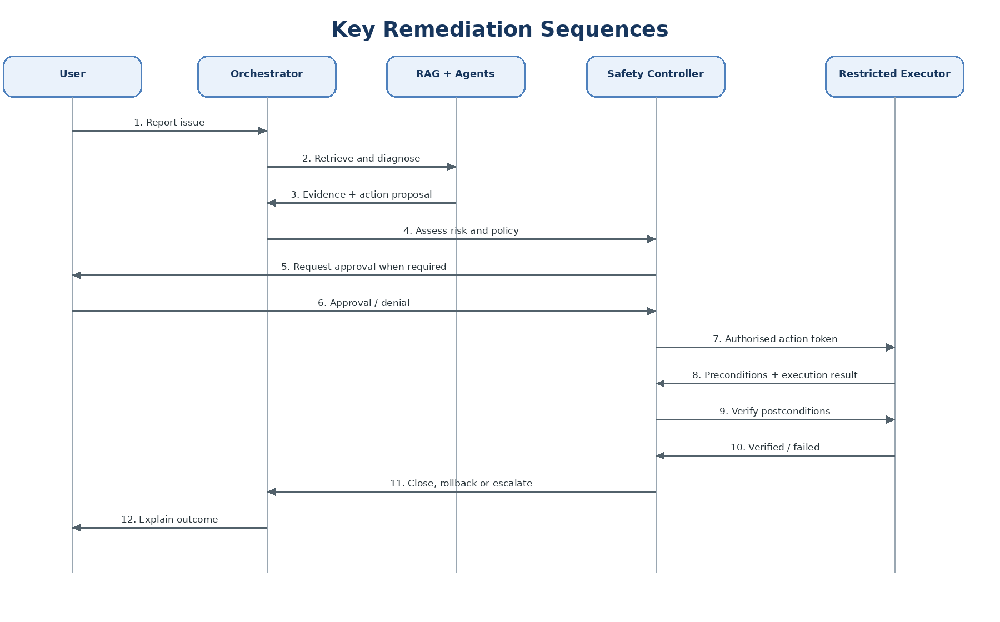 Key Remediation Sequences
User
Orchestrator
RAG + Agents
Safety Controller
Restricted Executor
1. Report issue
2. Retrieve and diagnose
3. Evidence + action proposal
4. Assess risk and policy
5. Request approval when required
6. Approval / denial
7. Authorised action token
8. Preconditions + execution result
9. Verify postconditions
10. Verified / failed
11. Close, rollback or escalate
12. Explain outcome